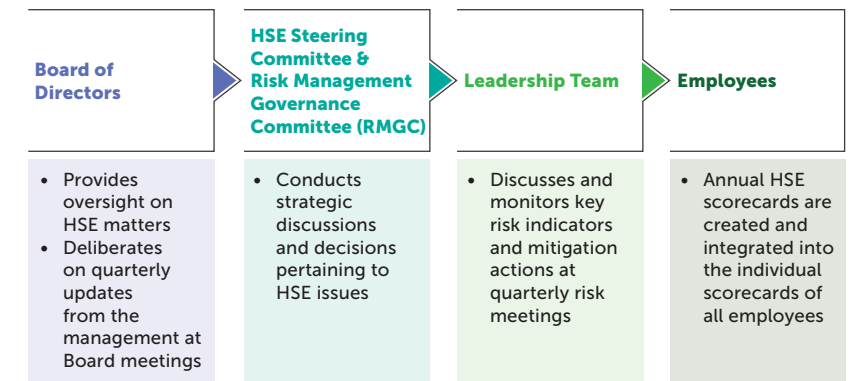 Board of
Directors
HSE Steering
Committee &
Risk Management
Governance
Committee (RMGC)
Leadership Team
Employees
• Provides
oversight on
HSE matters
• Deliberates
on quarterly
updates
from the
management at
Board meetings
• Conducts
strategic
discussions
and decisions
pertaining to
HSE issues
• Discusses and
monitors key
risk indicators
and mitigation
actions at
quarterly risk
meetings
• Annual HSE
scorecards are
created and
integrated into
the individual
scorecards of
all employees